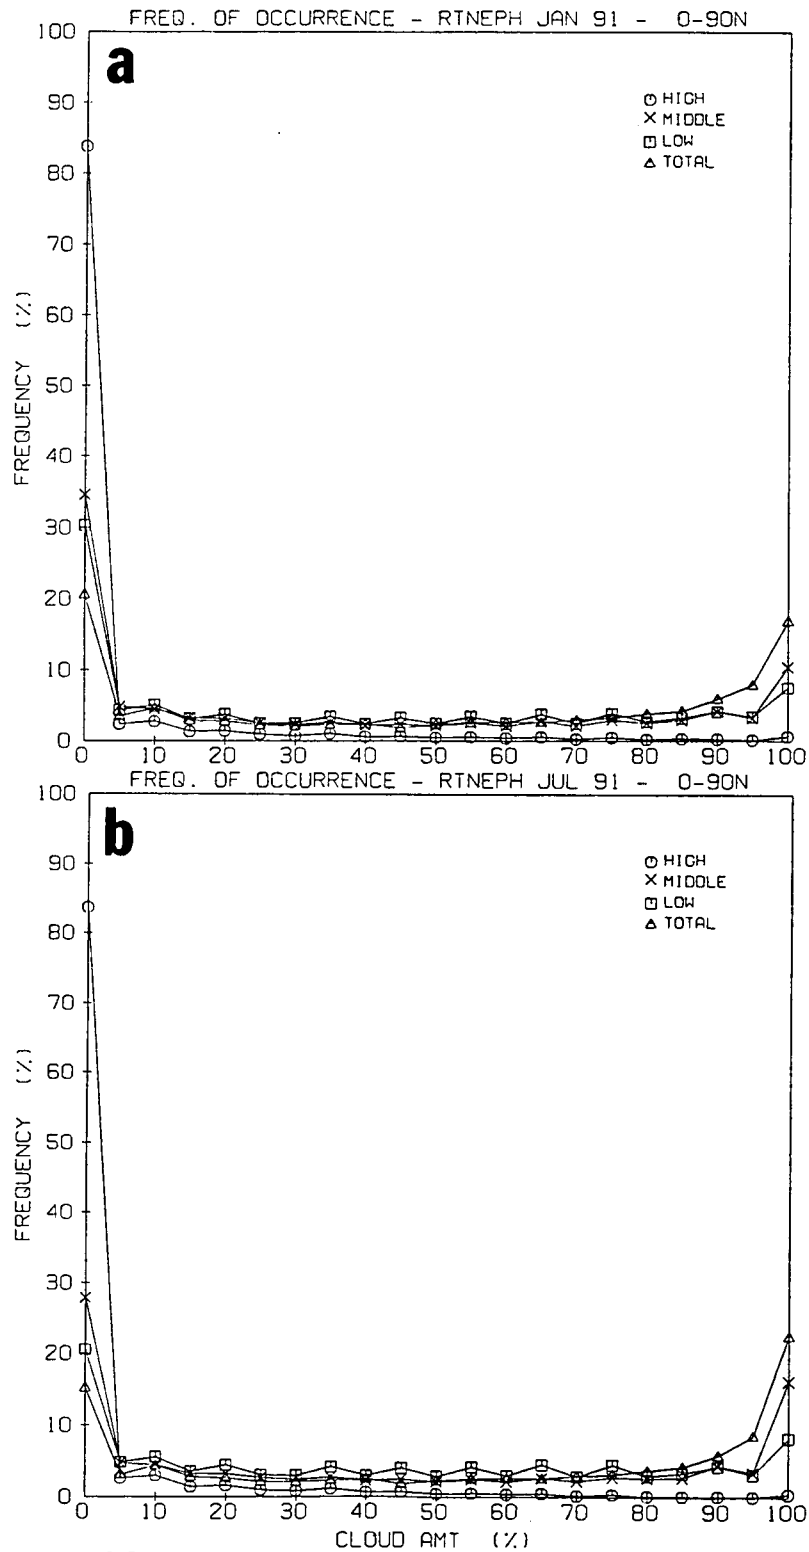 FREQ. OF OCCURRENCE - RTNEPH JAN 91 - 0-90N
a
100
90
80
70
60
50
40
30
20
10
0
FREQUENCY (%)
HIGH
MIDDLE
LOW
TOTAL
0 10 20 30 40 50 60 70 80 90 100
FREQ. OF OCCURRENCE - RTNEPH JUL 91 - 0-90N
b
100
90
80
70
60
50
40
30
20
10
0
FREQUENCY (%)
HIGH
MIDDLE
LOW
TOTAL
0 10 20 30 40 50 60 70 80 90 100
CLOUD AMT (%)